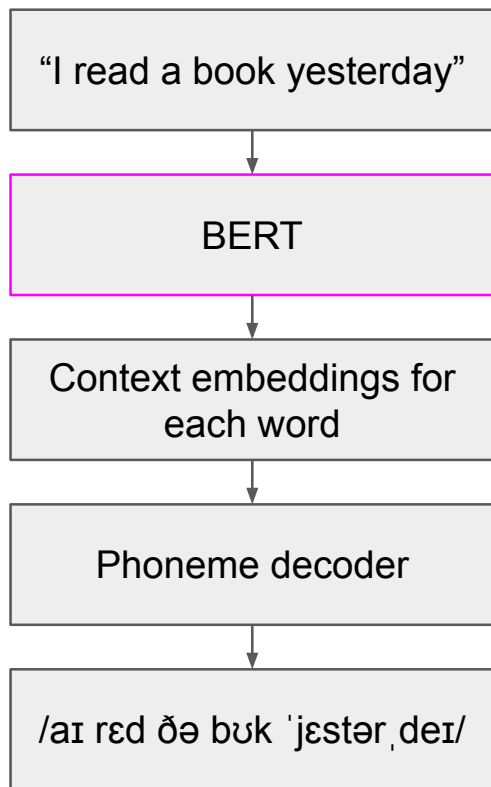 “I read a book yesterday”
BERT
Context embeddings for
each word
Phoneme decoder
/aɪ rɛd ðə bʊk ˈjɛstərˌdeɪ/